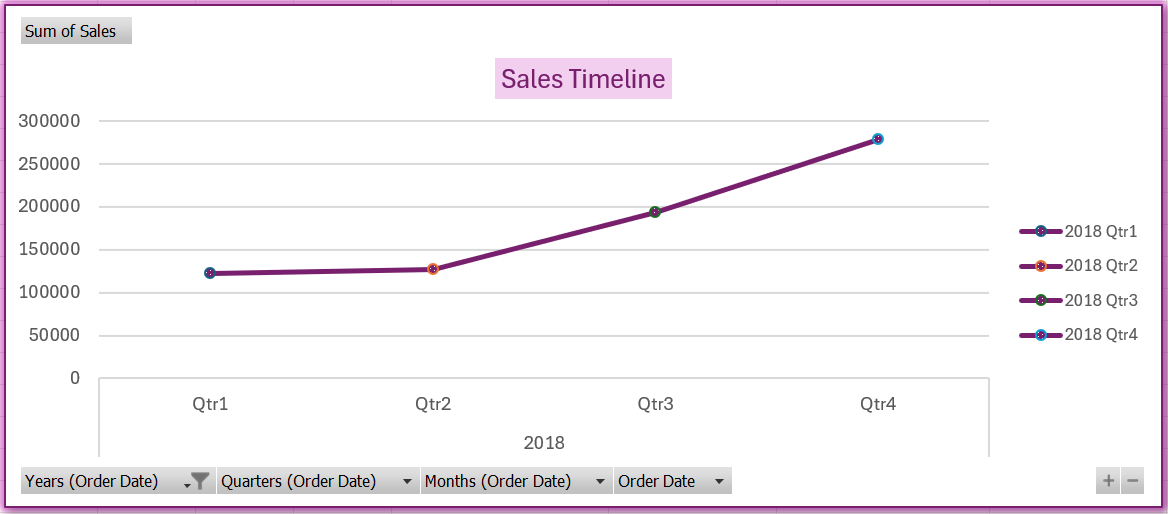 Sum of Sales
Sales Timeline
300000
250000
200000
150000
100000
50000
0
Qtr1 Qtr2 Qtr3 Qtr4
2018
2018 Qtr1
2018 Qtr2
2018 Qtr3
2018 Qtr4
Years (Order Date) Quarters (Order Date) Months (Order Date) Order Date + −